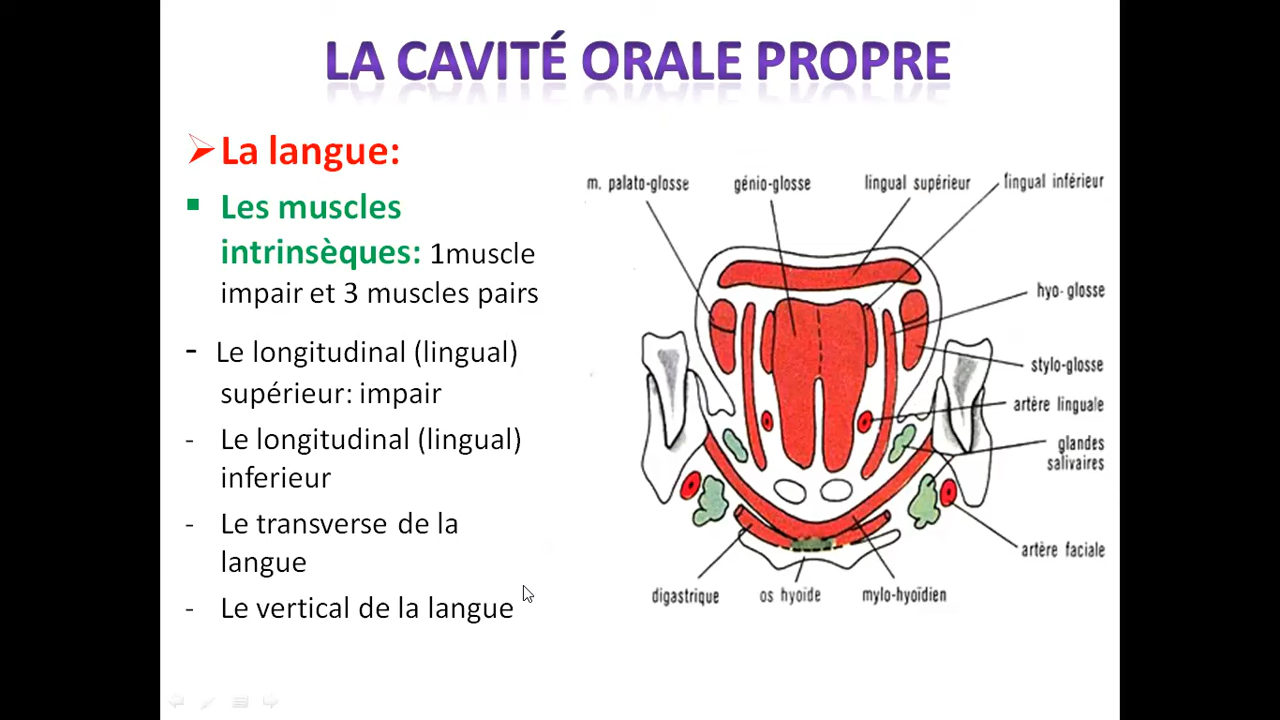 LA CAVITÉ ORALE PROPRE
La langue:
Les muscles
intrinsèques: 1muscle
impair et 3 muscles pairs
- Le longitudinal (lingual)
supérieur: impair
- Le longitudinal (lingual)
inferieur
- Le transverse de la
langue
- Le vertical de la langue
m. palato-glosse
génio-glosse
lingual supérieur
lingual inférieur
hyo-glosse
stylo-glosse
artère linguale
glandes
salivaires
artère faciale
digastrique
os hyoïde
mylo-hyoïdien